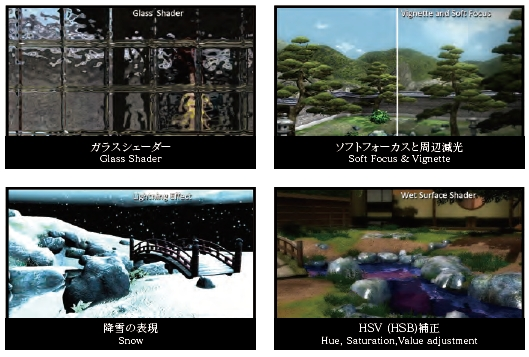 Glass Shader
ガラスシェーダー
Glass Shader
Vignette and Soft Focus
ソフトフォーカスと周辺減光
Soft Focus & Vignette
Lightning Effect
降雪の表現
Snow
Wet Surface Shader
HSV (HSB)補正
Hue, Saturation,Value adjustment